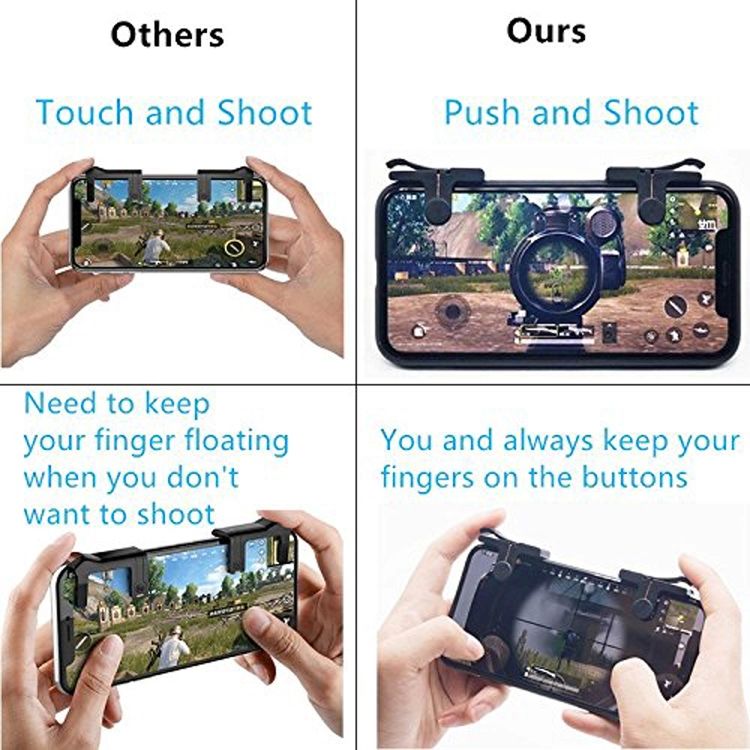 Others
Ours
Touch and Shoot
Push and Shoot
Need to keep
your finger floating
when you don't
want to shoot
You and always keep your
fingers on the buttons